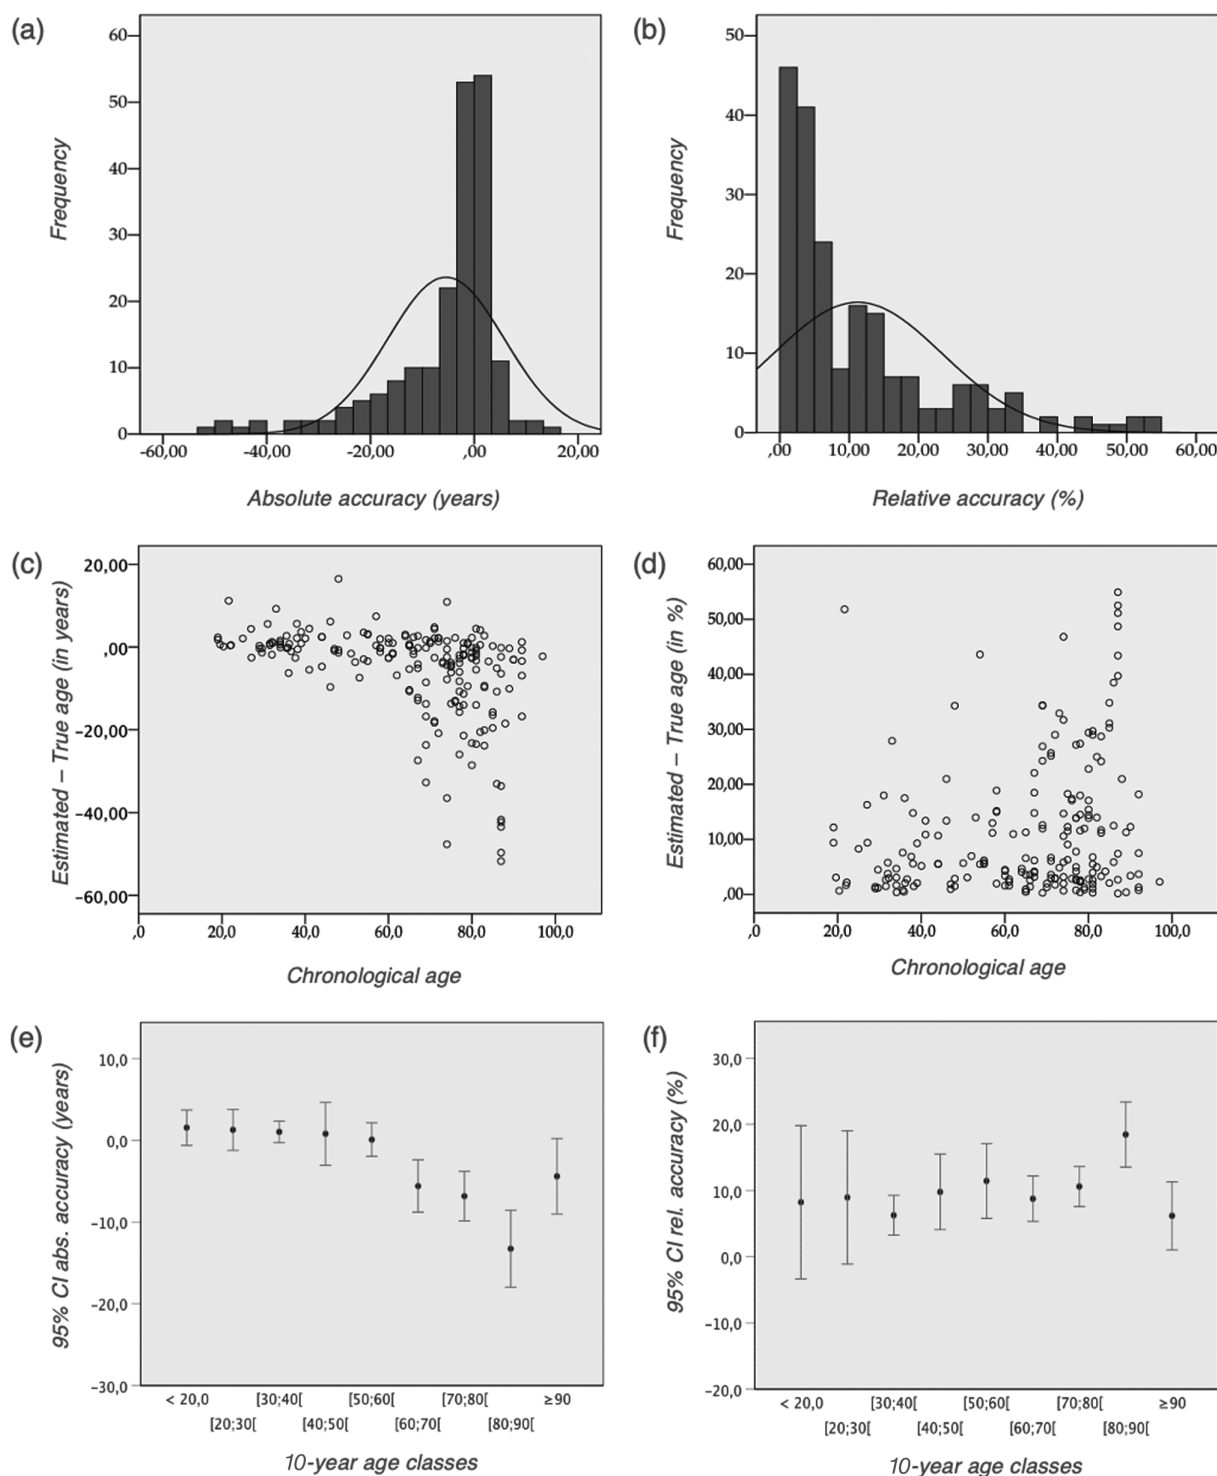 (a)
60
50
40
30
20
10
0
Frequency
-60,00 -40,00 -20,00 ,00 20,00
Absolute accuracy (years)
(b)
50
40
30
20
10
0
Frequency
,00 10,00 20,00 30,00 40,00 50,00 60,00
Relative accuracy (%)
(c)
20,00
,00
-20,00
-40,00
-60,00
Estimated – True age (in years)
,0 20,0 40,0 60,0 80,0 100,0
Chronological age
(d)
60,00
50,00
40,00
30,00
20,00
10,00
,00
Estimated – True age (in %)
,0 20,0 40,0 60,0 80,0 100,0
Chronological age
(e)
10,0
0,0
-10,0
-20,0
-30,0
95% CI abs. accuracy (years)
< 20,0 [30;40[ [50;60[ [70;80[ ≥90
[20;30[ [40;50[ [60;70[ [80;90[
10-year age classes
(f)
30,0
20,0
10,0
0,0
-10,0
-20,0
95% CI rel. accuracy (%)
< 20,0 [30;40[ [50;60[ [70;80[ ≥90
[20;30[ [40;50[ [60;70[ [80;90[
10-year age classes